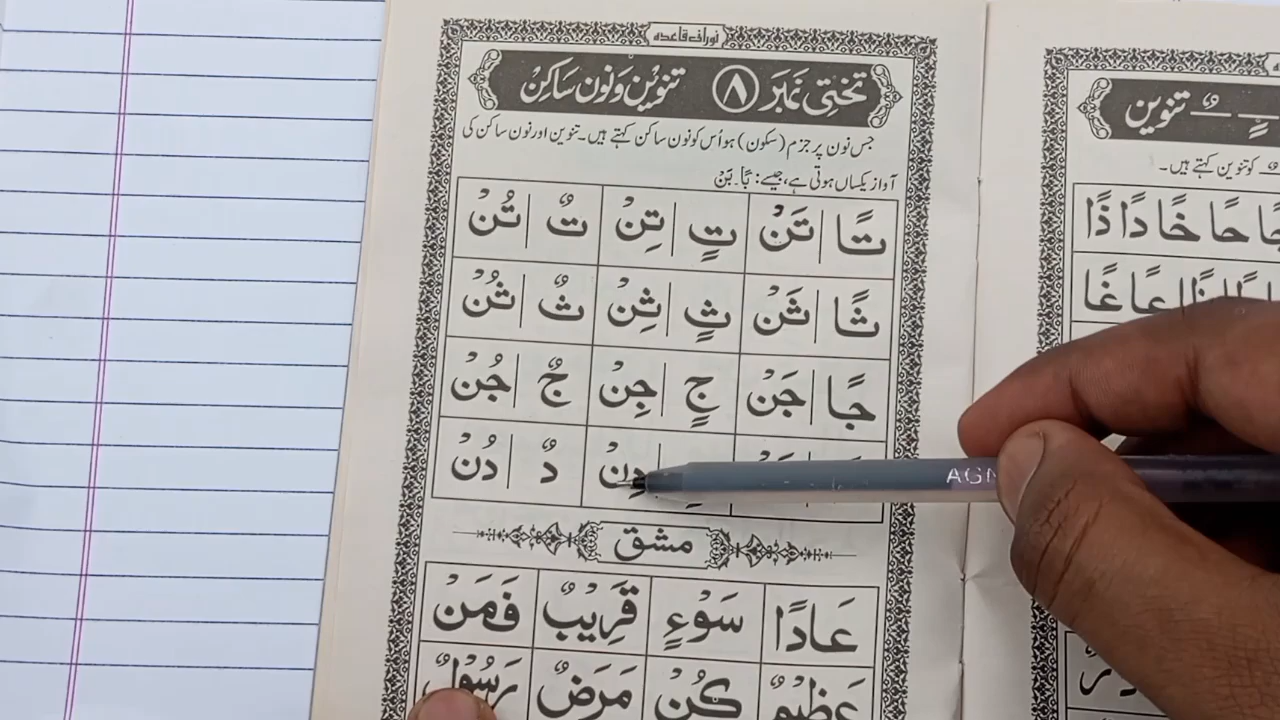 نورانی قاعدہ
تختی نمبر ۸ تنوین و نون ساکن
جس نون پر جزم (سکون) ہو اُس کو نون ساکن کہتے ہیں۔ تنوین اور نون ساکن کی
آواز یکساں ہوتی ہے، جیسے: بًا۔ بَنْ
تًا تَنْ تٍ تِنْ تٌ تُنْ
ثًا ثَنْ ثٍ ثِنْ ثٌ ثُنْ
جًا جَنْ جٍ جِنْ جٌ جُنْ
دِنْ دٌ دُنْ
مشق
عَادًا سَوْءٍ قَرِيْبٌ فَمَنْ
عَظِيْمٌ كُنْ مَرَضٌ رَسُوْلٌ
تنوین
کو تنوین کہتے ہیں۔
حًا خًا دًا ذًا
عًا غًا
AGN